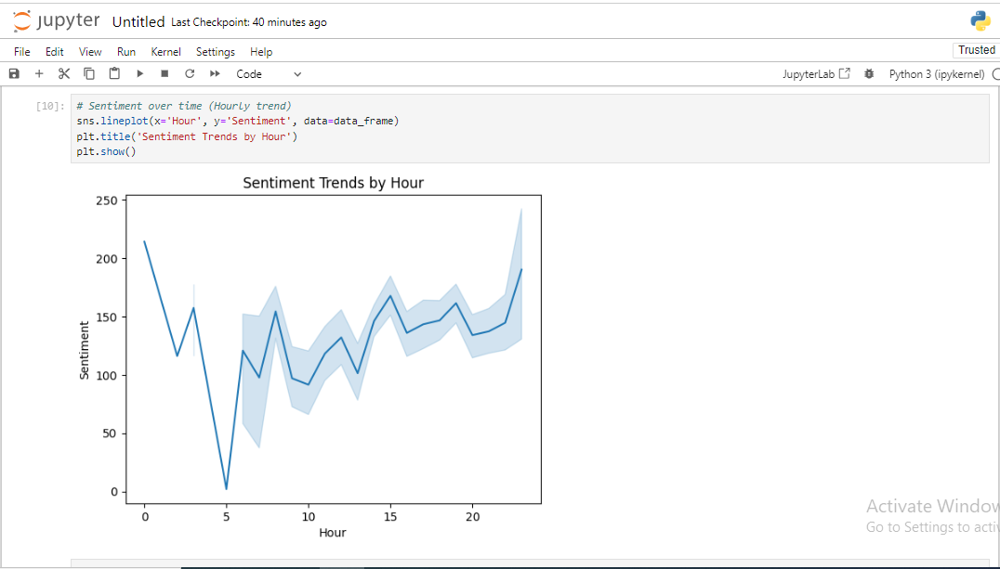 jupyter Untitled Last Checkpoint: 40 minutes ago
File Edit View Run Kernel Settings Help Trusted
Code JupyterLab Python 3 (ipykernel)
[10]: # Sentiment over time (Hourly trend)
sns.lineplot(x='Hour', y='Sentiment', data=data_frame)
plt.title('Sentiment Trends by Hour')
plt.show()
Sentiment Trends by Hour
250
200
150
100
50
0
Sentiment
0 5 10 15 20
Hour
Activate Window
Go to Settings to activ